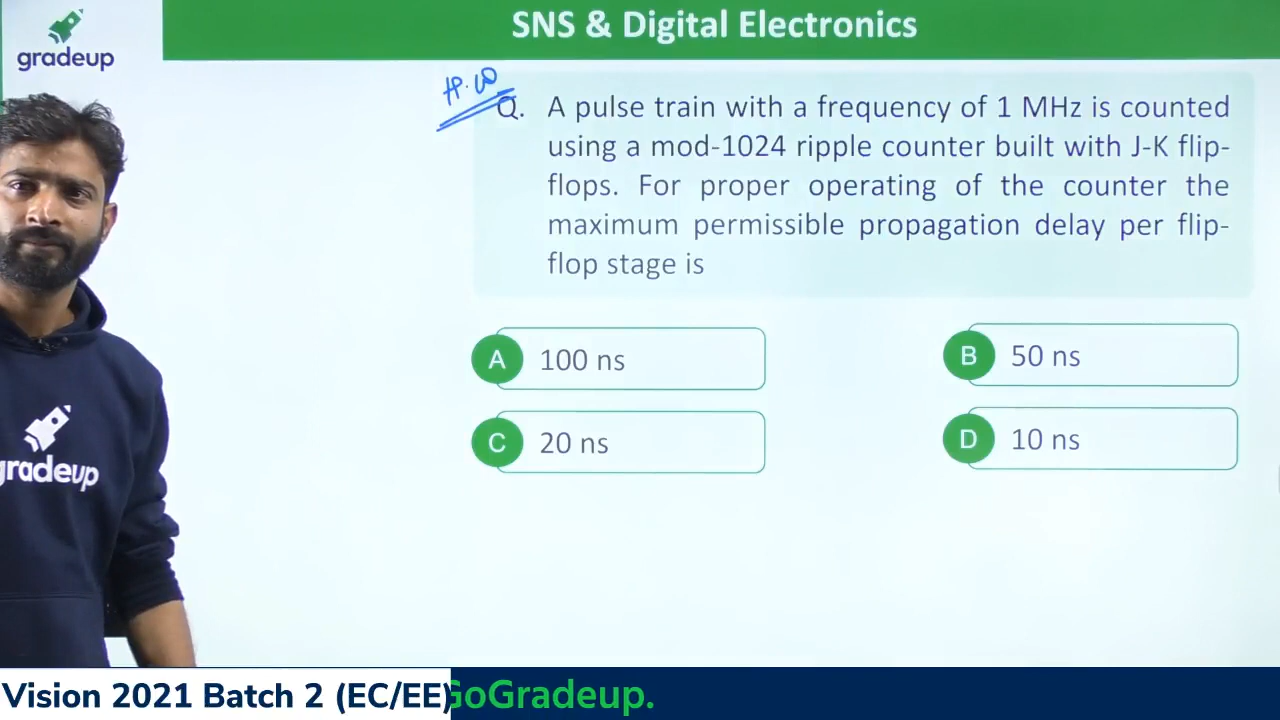 SNS & Digital Electronics
gradeup
H.W
Q. A pulse train with a frequency of 1 MHz is counted
using a mod-1024 ripple counter built with J-K flip-
flops. For proper operating of the counter the
maximum permissible propagation delay per flip-
flop stage is
A 100 ns
B 50 ns
C 20 ns
D 10 ns
gradeup
Vision 2021 Batch 2 (EC/EE)
GoGradeup.